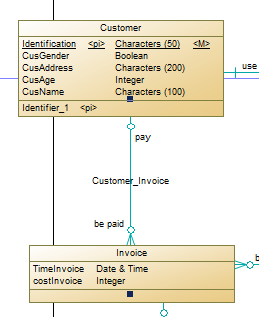 Customer
Identification <pi> Characters (50) <M>
CusGender Boolean
CusAddress Characters (200)
CusAge Integer
CusName Characters (100)
Identifier_1 <pi>
use
pay
Customer_Invoice
be paid
Invoice
TimeInvoice Date & Time
costInvoice Integer
b